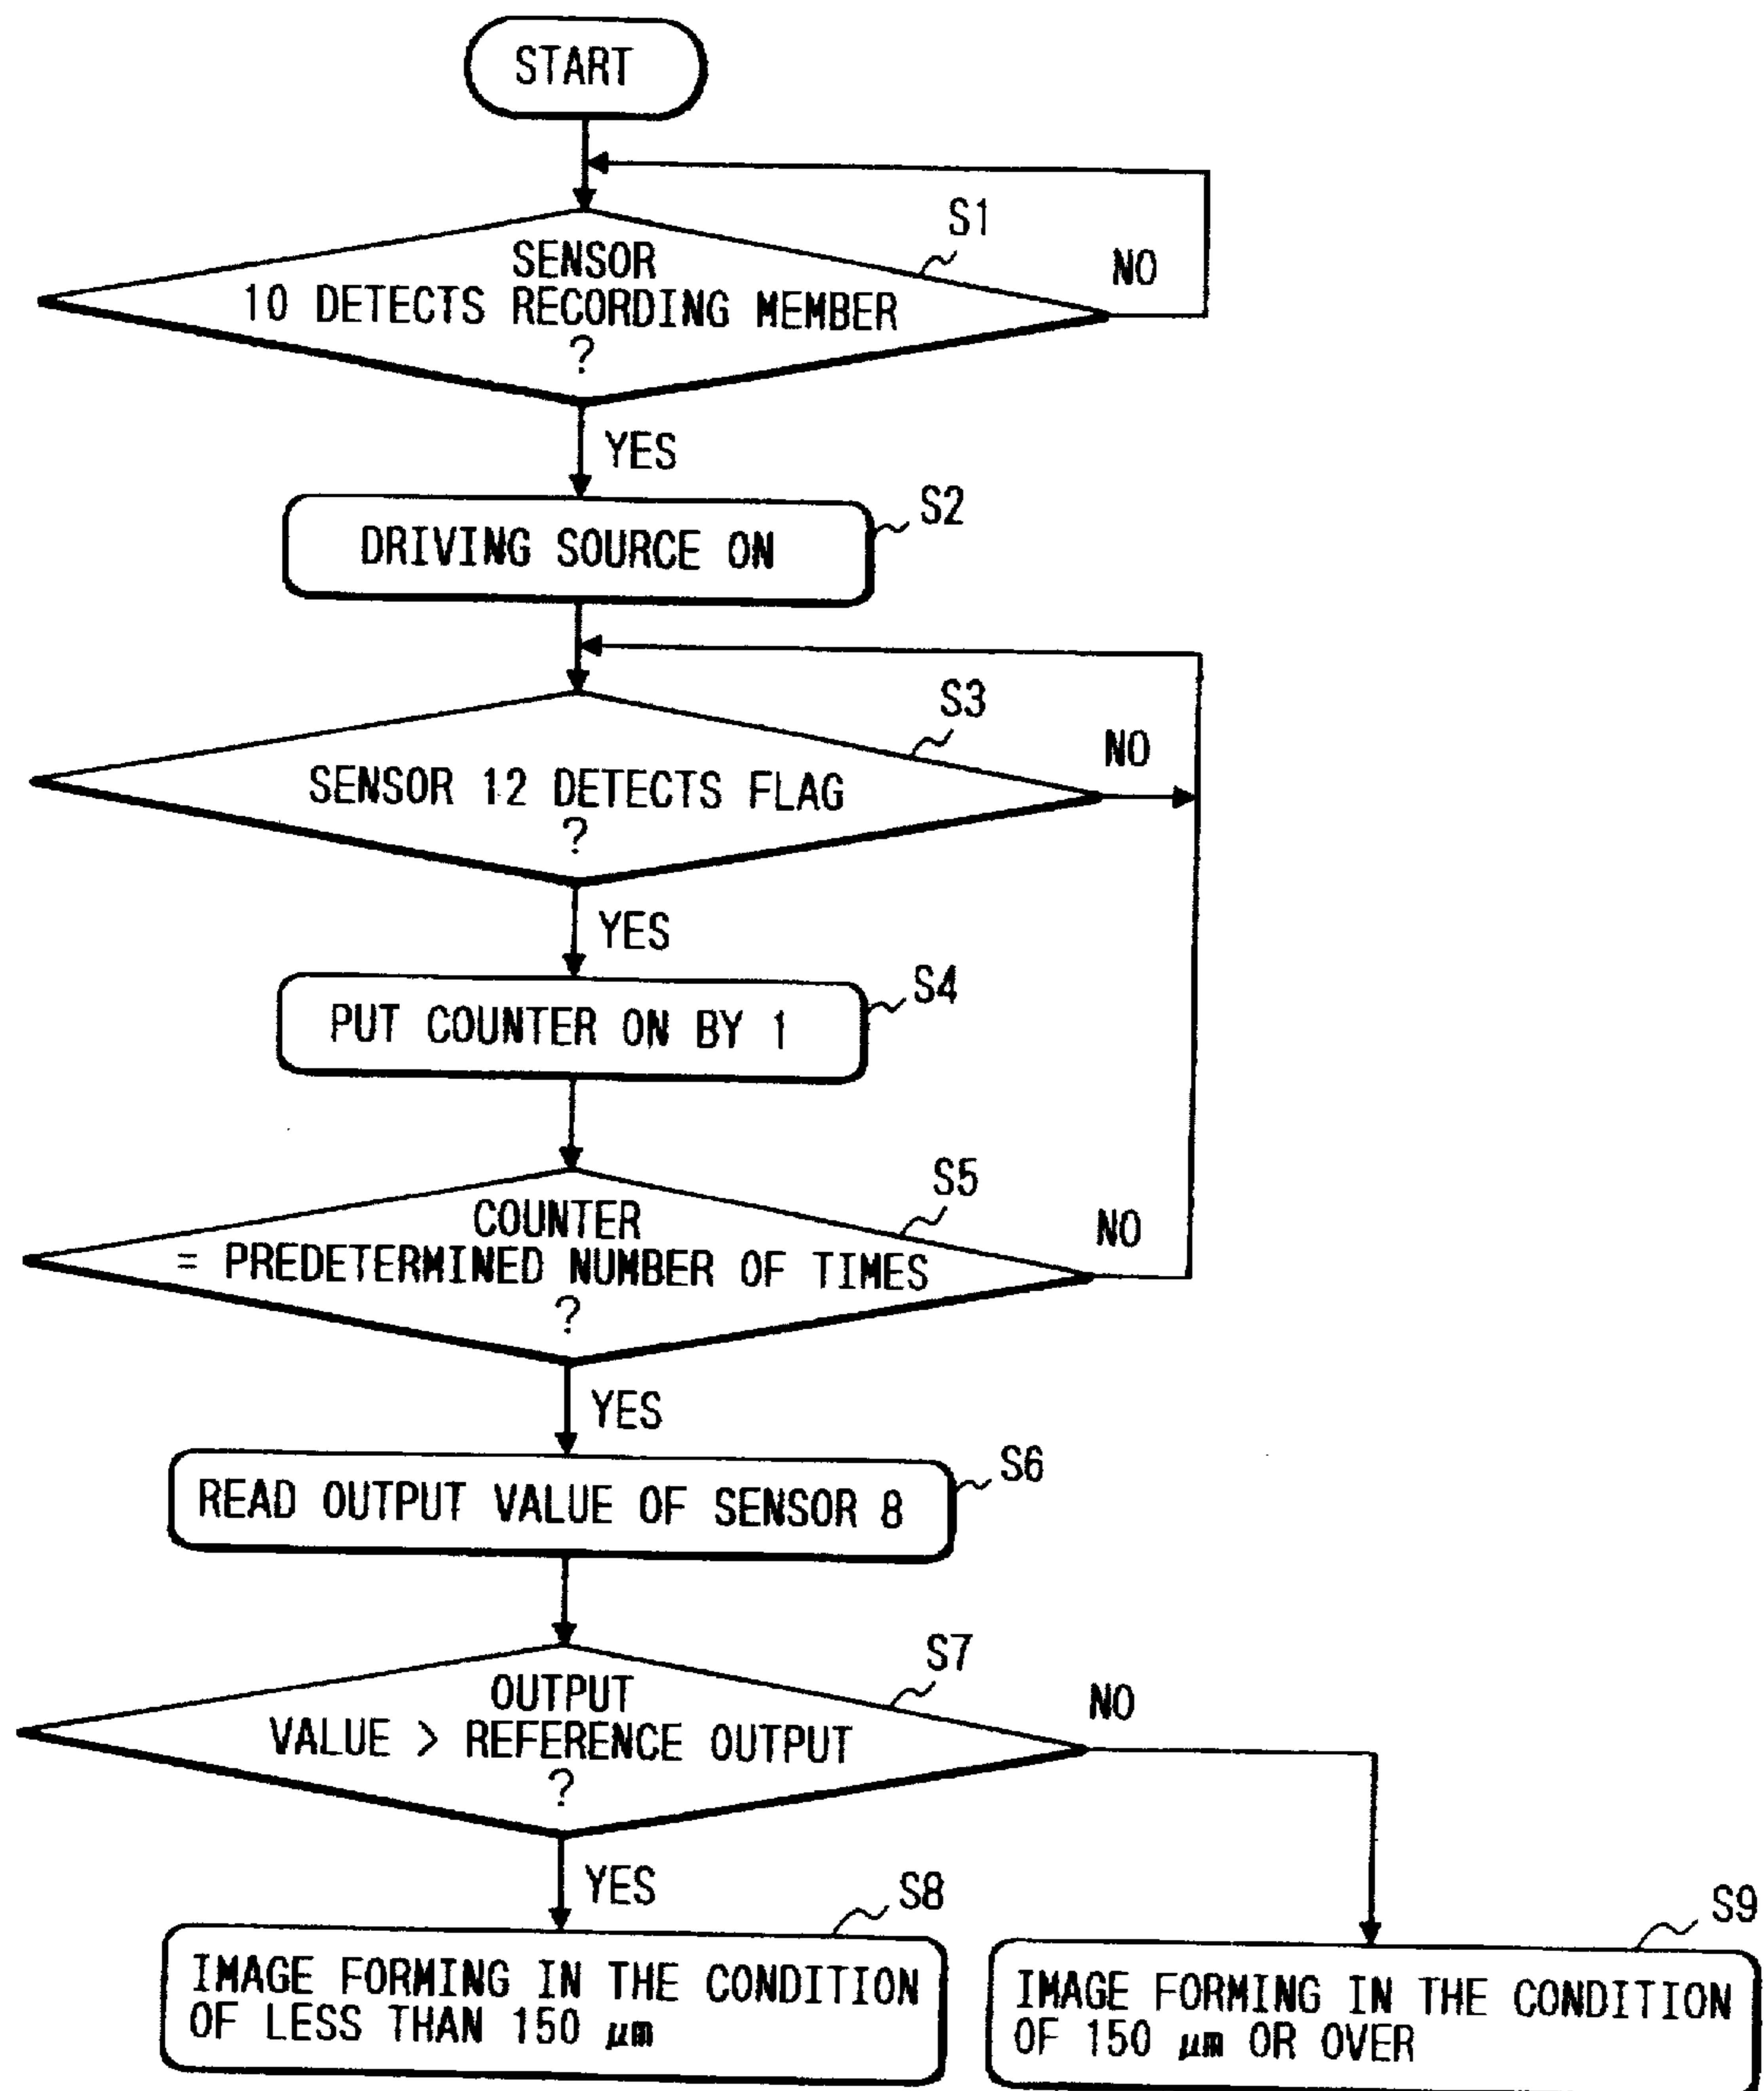 START
S1
NO
SENSOR
10 DETECTS RECORDING MEMBER
?
YES
S2
DRIVING SOURCE ON
S3
NO
SENSOR 12 DETECTS FLAG
?
YES
S4
PUT COUNTER ON BY 1
S5
NO
COUNTER
= PREDETERMINED NUMBER OF TIMES
?
YES
S6
READ OUTPUT VALUE OF SENSOR 8
S7
NO
OUTPUT
VALUE > REFERENCE OUTPUT
?
YES
S8
IMAGE FORMING IN THE CONDITION
OF LESS THAN 150 μm
S9
IMAGE FORMING IN THE CONDITION
OF 150 μm OR OVER